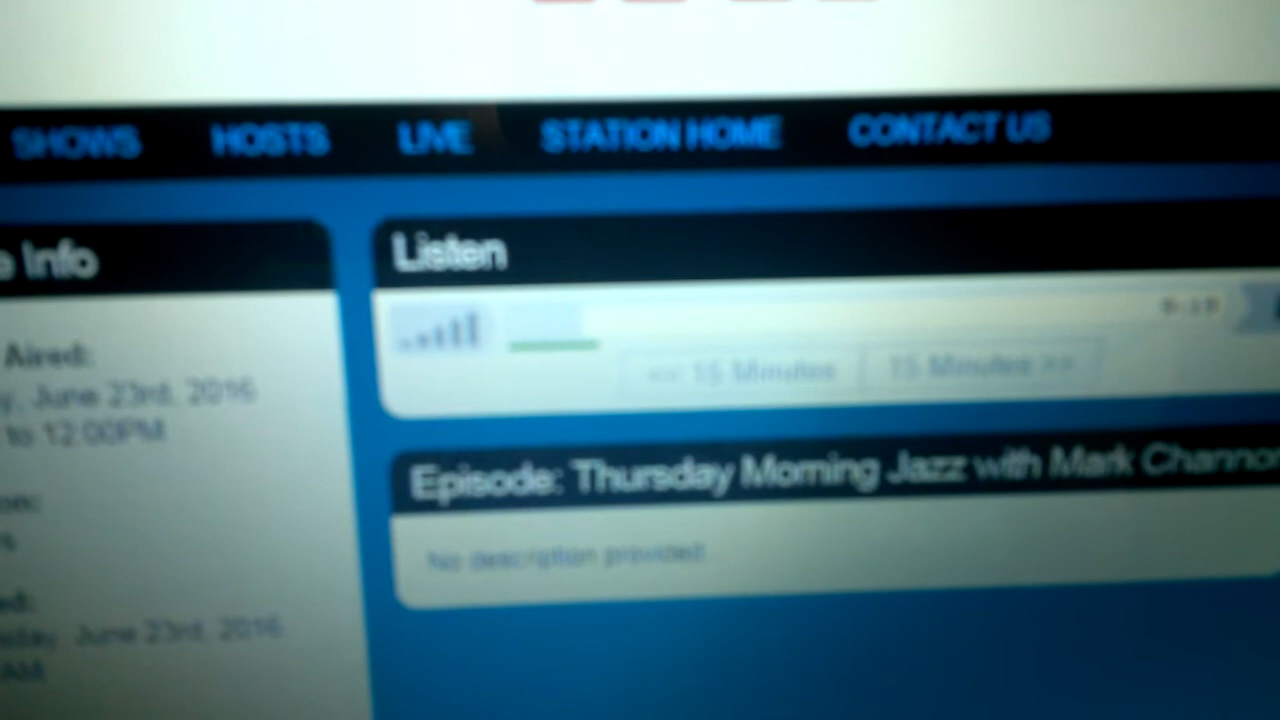 SHOWS HOSTS LIVE STATION HOME CONTACT US
Info
Listen
Aired:
June 23rd, 2016
to 12:00PM
<< 15 Minutes 15 Minutes >>
Episode: Thursday Morning Jazz with Mark Channon
No description provided.
June 23rd, 2016
AM